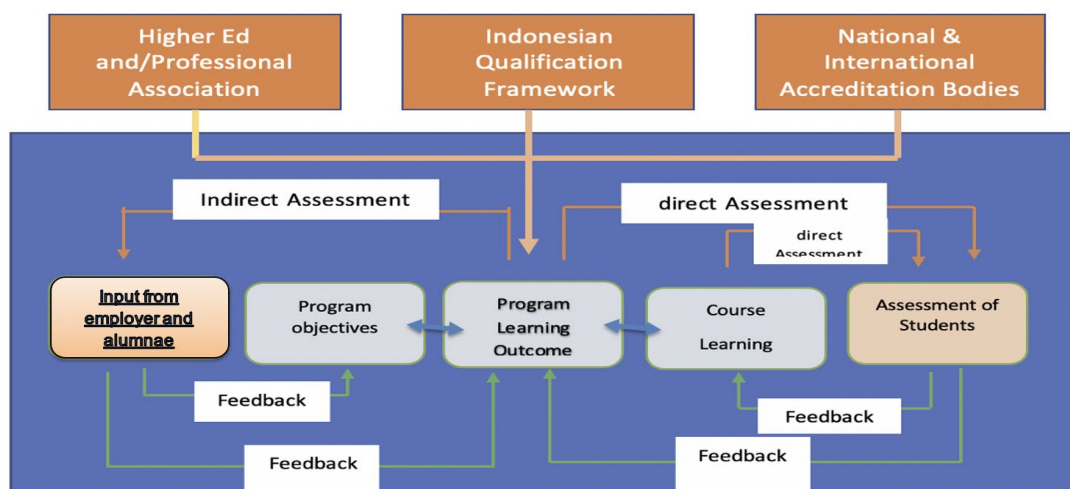 Higher Ed
and/Professional
Association
Indonesian
Qualification
Framework
National &
International
Accreditation Bodies
Indirect Assessment
direct Assessment
direct
Assessment
Input from
employer and
alumnae
Program
objectives
Program
Learning
Outcome
Course
Learning
Assessment of
Students
Feedback
Feedback
Feedback
Feedback